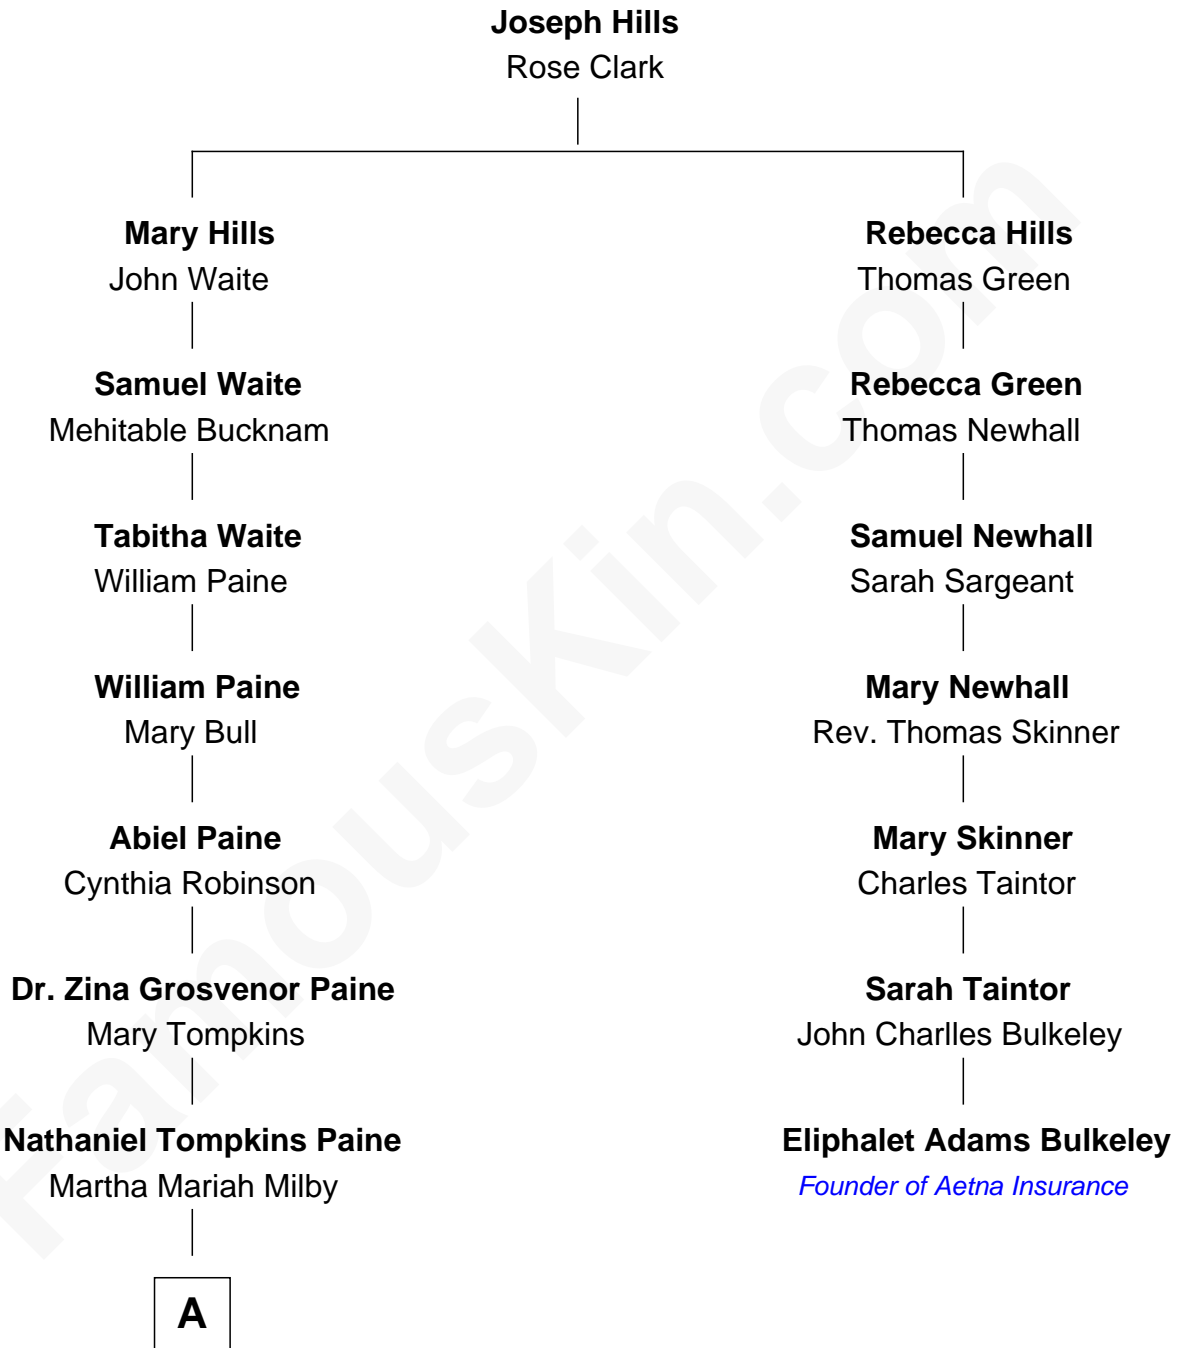 Joseph Hills
Rose Clark
Mary Hills
John Waite
Rebecca Hills
Thomas Green
Samuel Waite
Mehitable Bucknam
Rebecca Green
Thomas Newhall
Tabitha Waite
William Paine
Samuel Newhall
Sarah Sargeant
William Paine
Mary Bull
Mary Newhall
Rev. Thomas Skinner
Abiel Paine
Cynthia Robinson
Mary Skinner
Charles Taintor
Dr. Zina Grosvenor Paine
Mary Tompkins
Sarah Taintor
John Charlles Bulkeley
Nathaniel Tompkins Paine
Martha Mariah Milby
Eliphalet Adams Bulkeley
Founder of Aetna Insurance
A
FamousKin.com